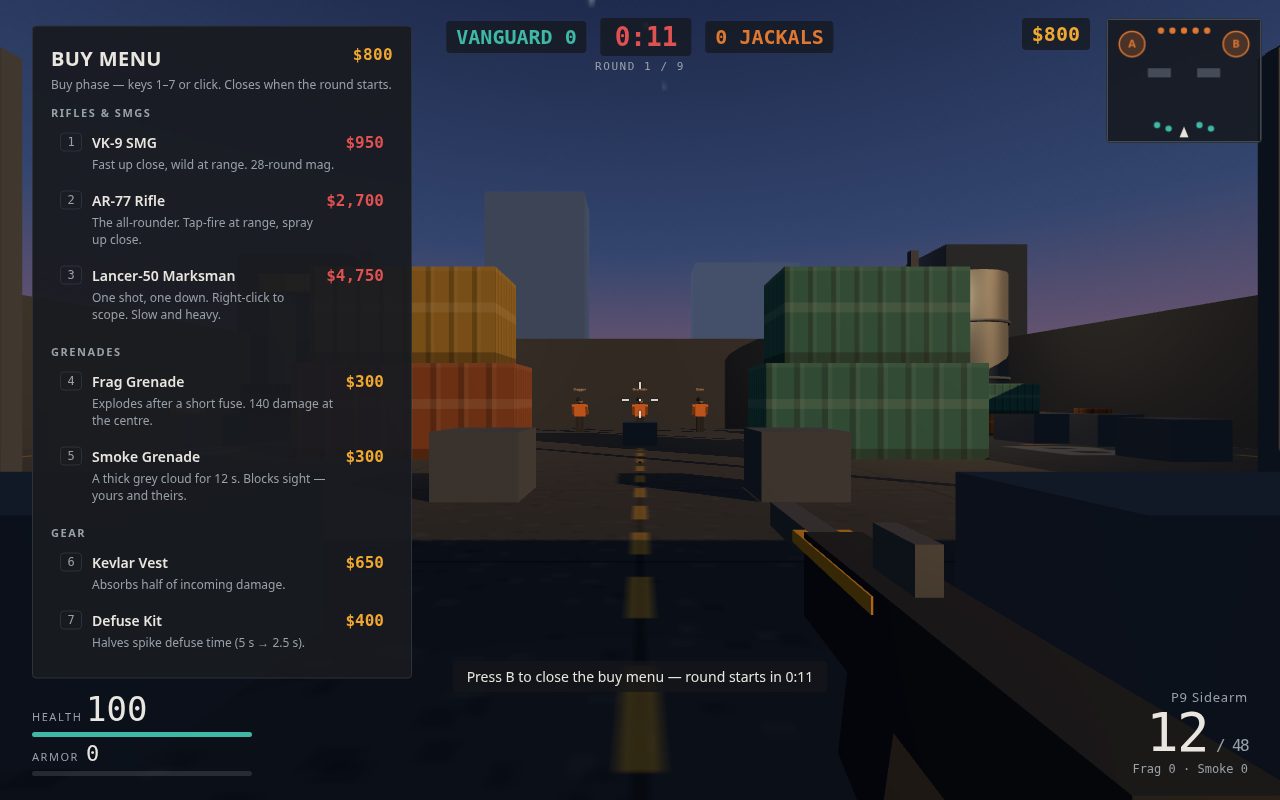 BUY MENU
$800
Buy phase — keys 1–7 or click. Closes when the round starts.
RIFLES & SMGS
1 VK-9 SMG $950
Fast up close, wild at range. 28-round mag.
2 AR-77 Rifle $2,700
The all-rounder. Tap-fire at range, spray
up close.
3 Lancer-50 Marksman $4,750
One shot, one down. Right-click to
scope. Slow and heavy.
GRENADES
4 Frag Grenade $300
Explodes after a short fuse. 140 damage at
the centre.
5 Smoke Grenade $300
A thick grey cloud for 12 s. Blocks sight —
yours and theirs.
GEAR
6 Kevlar Vest $650
Absorbs half of incoming damage.
7 Defuse Kit $400
Halves spike defuse time (5 s → 2.5 s).
VANGUARD 0
0:11
0 JACKALS
ROUND 1 / 9
$800
A
B
Press B to close the buy menu — round starts in 0:11
HEALTH 100
ARMOR 0
P9 Sidearm
12 / 48
Frag 0 · Smoke 0